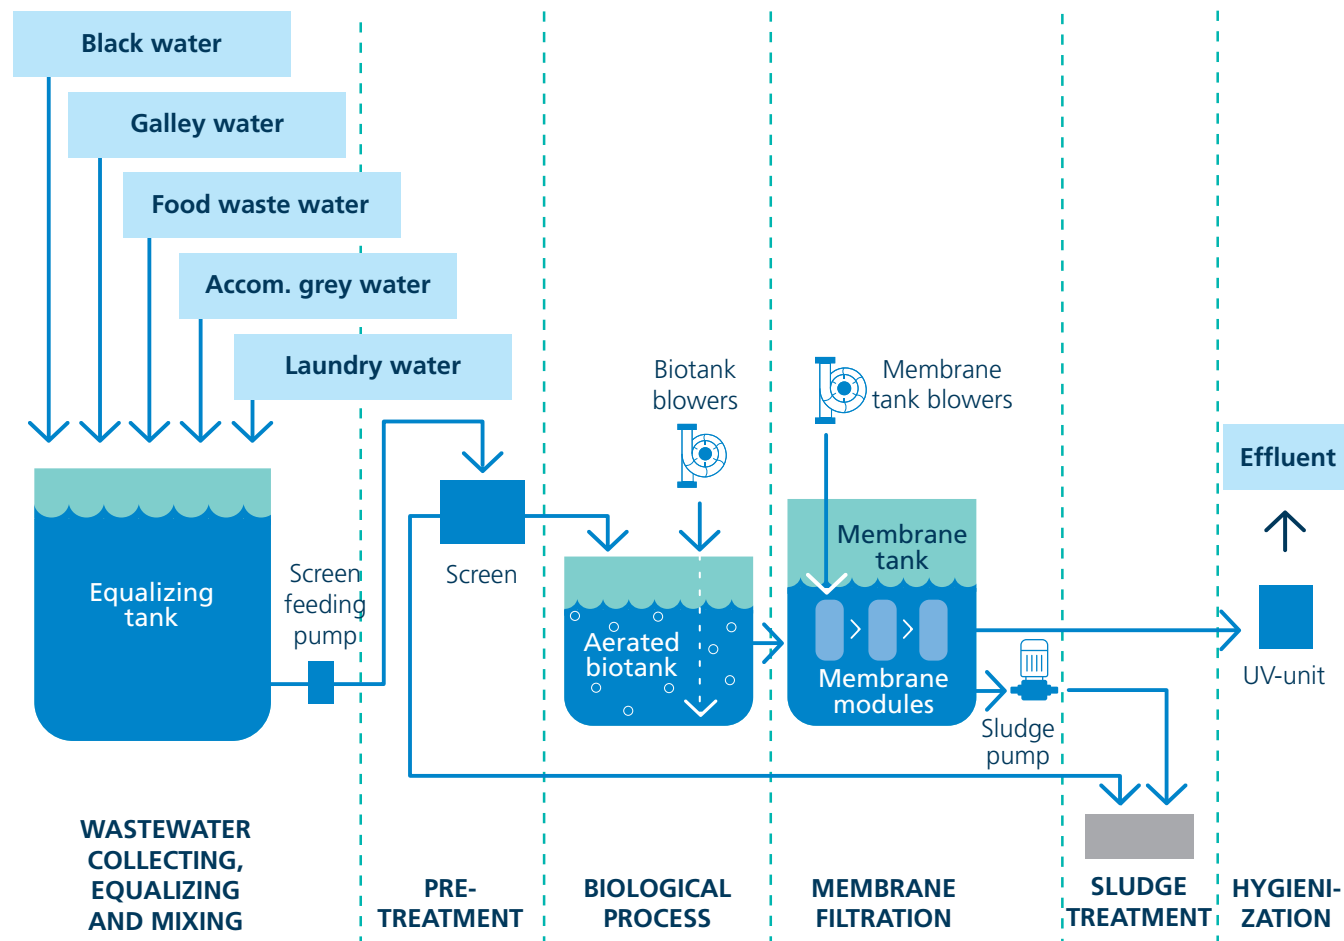 Black water
Galley water
Food waste water
Accom. grey water
Laundry water
Biotank
blowers
Membrane
tank blowers
Effluent
Equalizing
tank
Screen
feeding
pump
Screen
Aerated
biotank
Membrane
tank
Membrane
modules
Sludge
pump
UV-unit
WASTEWATER
COLLECTING,
EQUALIZING
AND MIXING
PRE-
TREATMENT
BIOLOGICAL
PROCESS
MEMBRANE
FILTRATION
SLUDGE
TREATMENT
HYGIENI-
ZATION